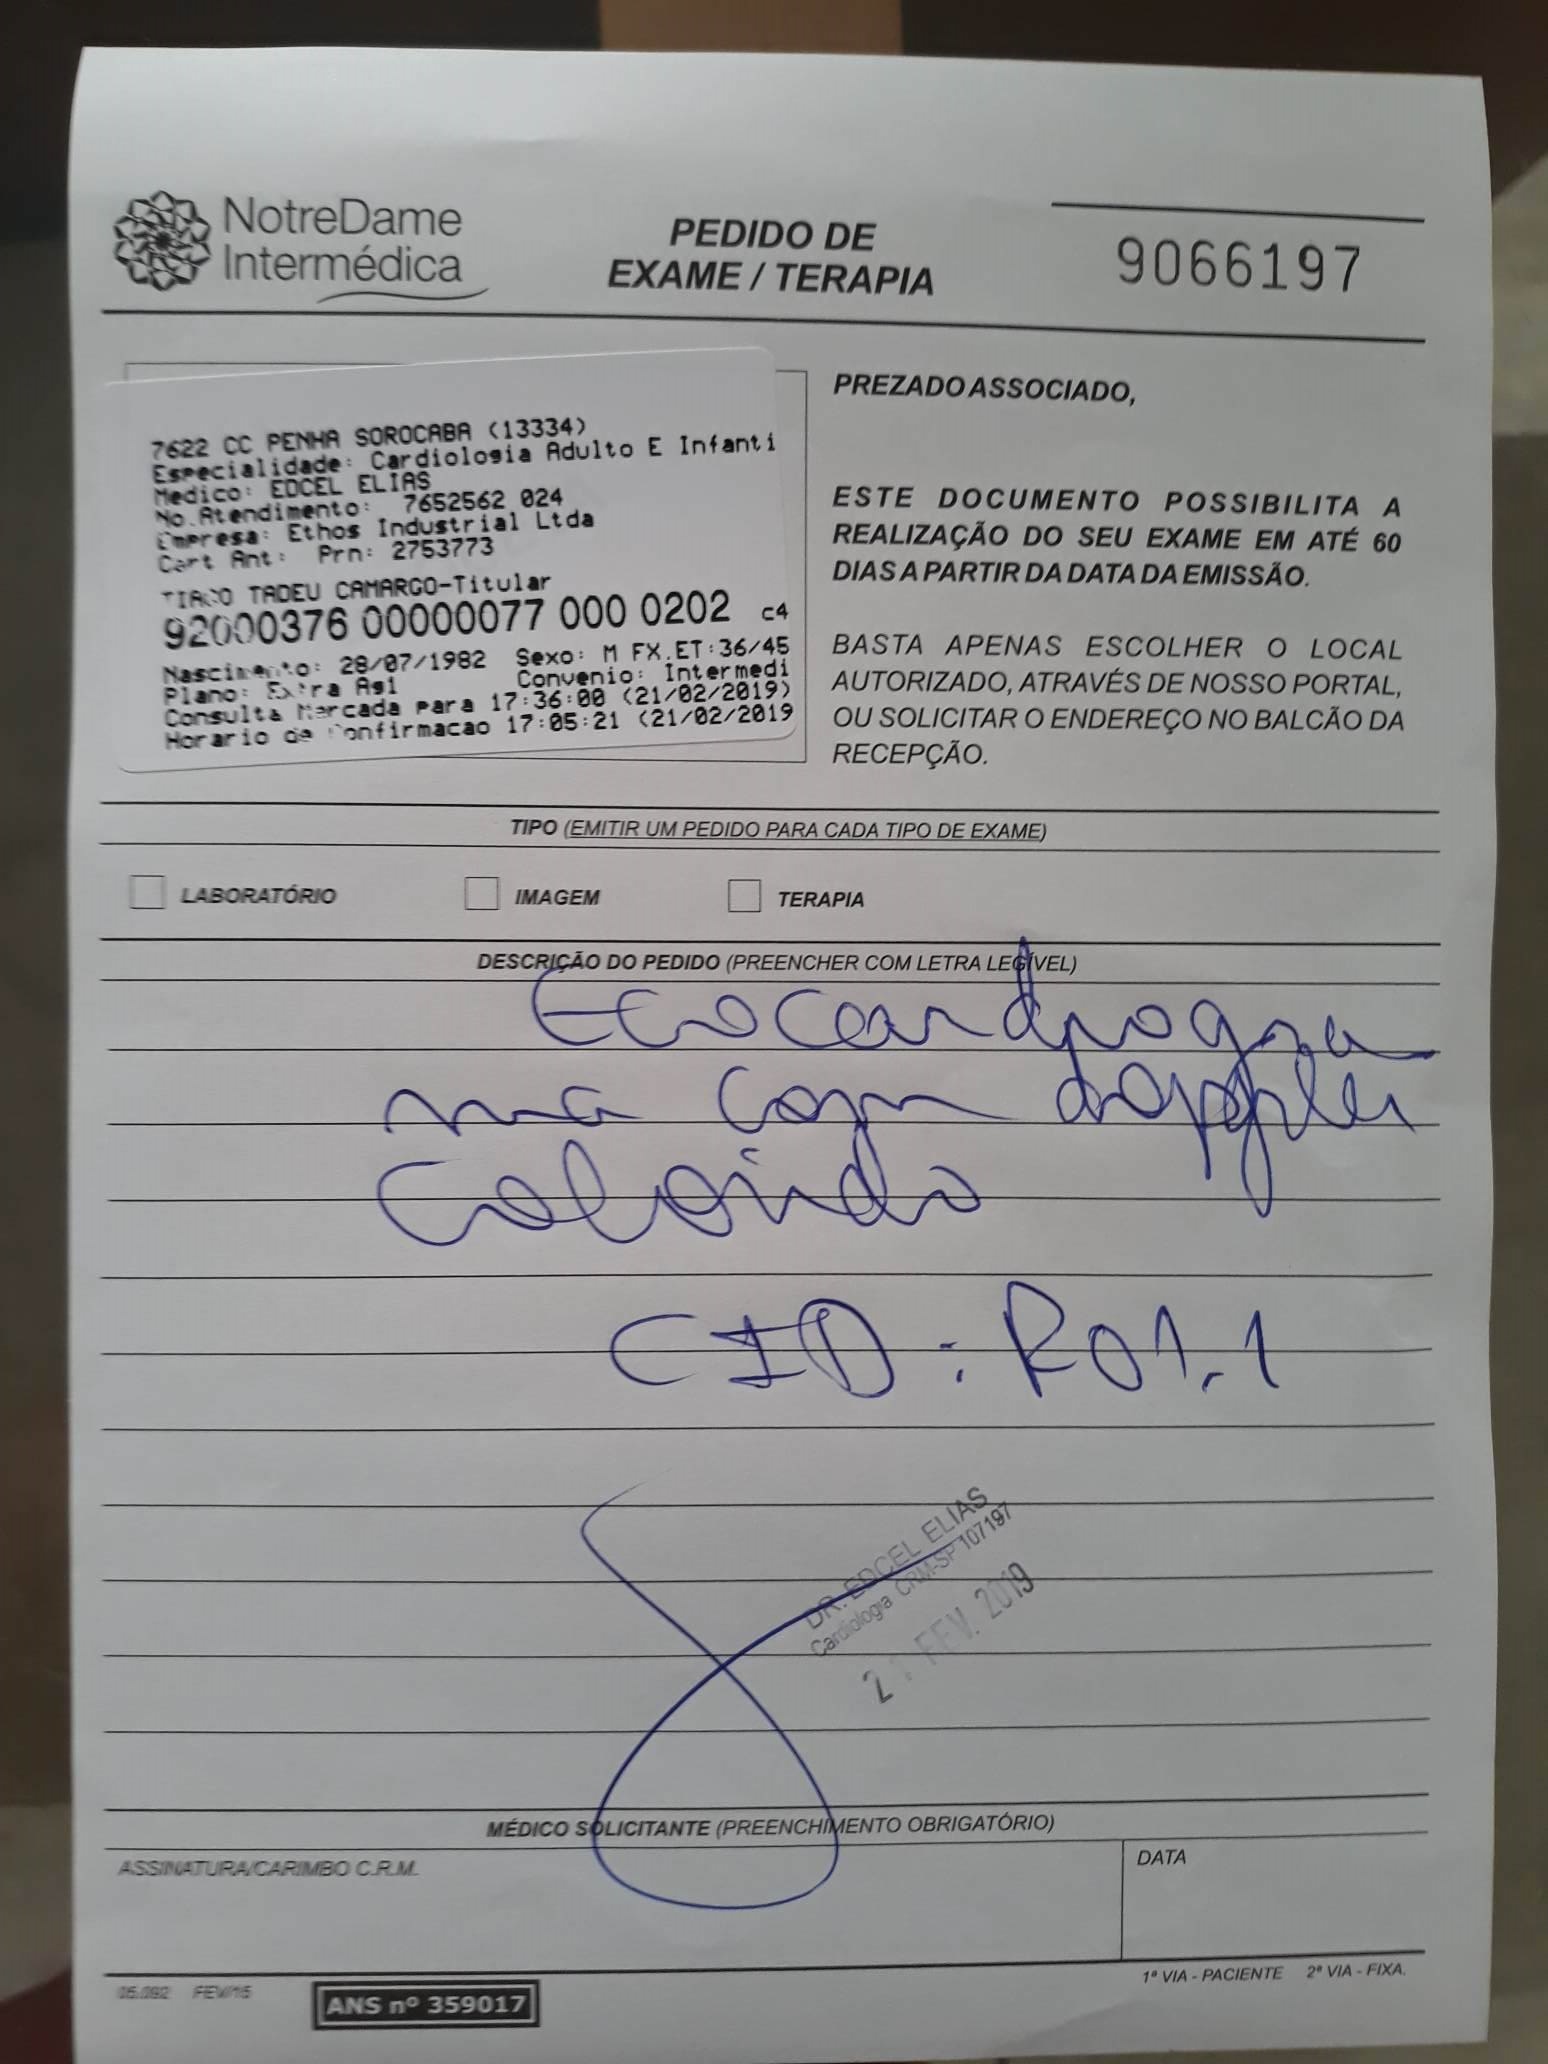 NotreDame
Intermédica
PEDIDO DE
EXAME / TERAPIA
9066197
7622 CC PENHA SOROCABA (13334)
Especialidade: Cardiologia Adulto E Infanti
Medico: EDCEL ELIAS
No.Atendimento: 7652562 024
Empresa: Ethos Industrial Ltda
Cart Ant: Prn: 2753773
TIAGO TADEU CAMARGO-Titular
92000376 00000077 000 0202 c4
Nascimento: 28/07/1982 Sexo: M FX.ET:36/45
Plano: Extra Ag1 Convenio: Intermedi
Consulta Marcada para 17:36:00 (21/02/2019)
Horario de Confirmacao 17:05:21 (21/02/2019
PREZADO ASSOCIADO,
ESTE DOCUMENTO POSSIBILITA A
REALIZAÇÃO DO SEU EXAME EM ATÉ 60
DIAS A PARTIR DA DATA DA EMISSÃO.
BASTA APENAS ESCOLHER O LOCAL
AUTORIZADO, ATRAVÉS DE NOSSO PORTAL,
OU SOLICITAR O ENDEREÇO NO BALCÃO DA
RECEPÇÃO.
TIPO (EMITIR UM PEDIDO PARA CADA TIPO DE EXAME)
LABORATÓRIO IMAGEM TERAPIA
DESCRIÇÃO DO PEDIDO (PREENCHER COM LETRA LEGÍVEL)
Ecocardiogra
ma com doppler
colorido
CID: R01.1
DR. EDCEL ELIAS
Cardiologia CRM-SP 107197
21 FEV. 2019
MÉDICO SOLICITANTE (PREENCHIMENTO OBRIGATÓRIO)
ASSINATURA/CARIMBO C.R.M.
DATA
1ª VIA - PACIENTE 2ª VIA - FIXA.
05.092 FEV/15
ANS nº 359017